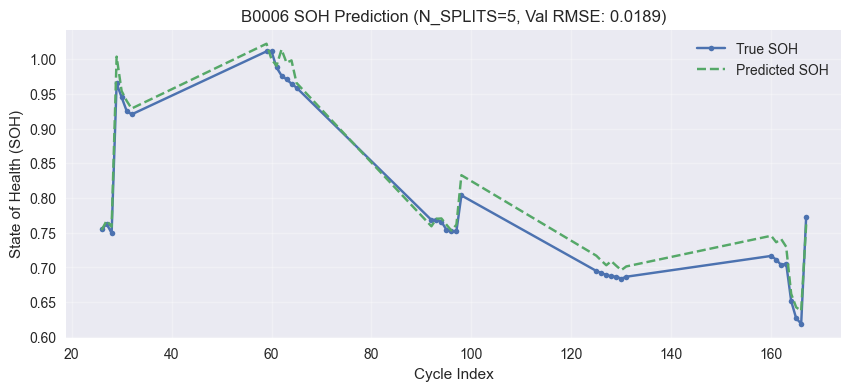 B0006 SOH Prediction (N_SPLITS=5, Val RMSE: 0.0189)
True SOH
Predicted SOH
State of Health (SOH)
1.00
0.95
0.90
0.85
0.80
0.75
0.70
0.65
0.60
20 40 60 80 100 120 140 160
Cycle Index